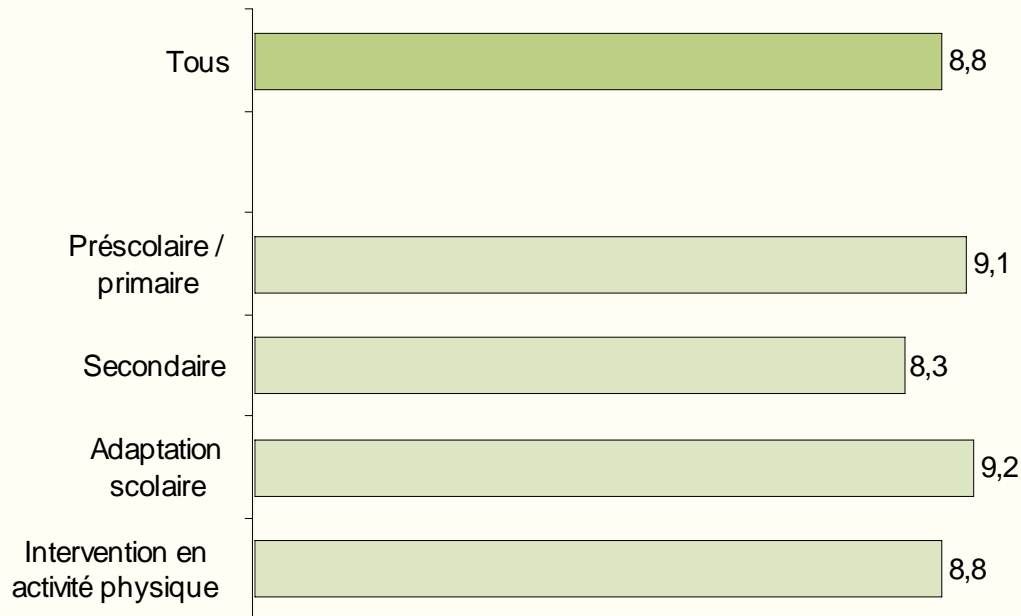 Tous
8,8
Préscolaire /
primaire
9,1
Secondaire
8,3
Adaptation
scolaire
9,2
Intervention en
activité physique
8,8